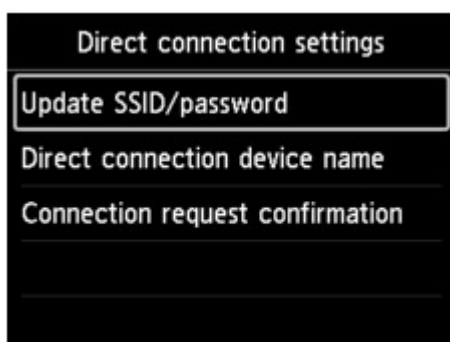 Direct connection settings
Update SSID/password
Direct connection device name
Connection request confirmation